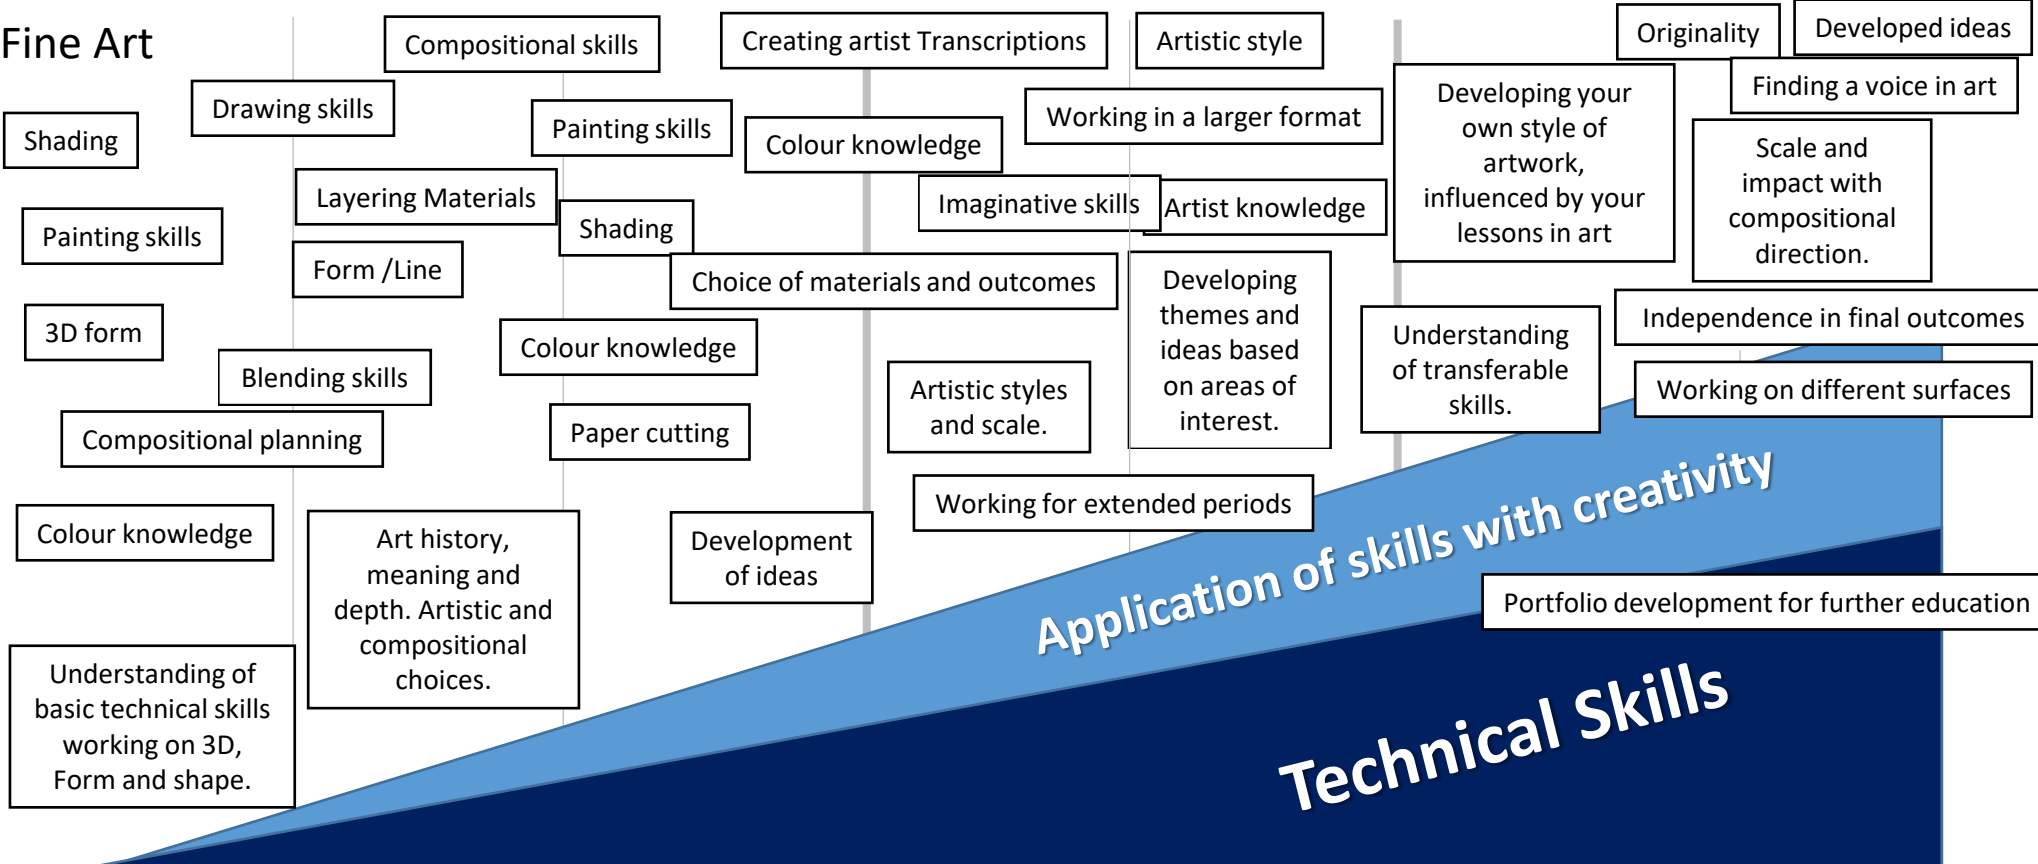 Fine Art
Compositional skills
Creating artist Transcriptions
Artistic style
Originality
Developed ideas
Drawing skills
Painting skills
Working in a larger format
Finding a voice in art
Shading
Colour knowledge
Developing your
own style of
artwork,
influenced by your
lessons in art
Scale and
impact with
compositional
direction.
Layering Materials
Imaginative skills
Artist knowledge
Painting skills
Shading
Form /Line
Choice of materials and outcomes
Developing
themes and
ideas based
on areas of
interest.
3D form
Colour knowledge
Understanding
of transferable
skills.
Independence in final outcomes
Blending skills
Artistic styles
and scale.
Working on different surfaces
Compositional planning
Paper cutting
Working for extended periods
Colour knowledge
Art history,
meaning and
depth. Artistic and
compositional
choices.
Development
of ideas
Application of skills with creativity
Portfolio development for further education
Understanding of
basic technical skills
working on 3D,
Form and shape.
Technical Skills